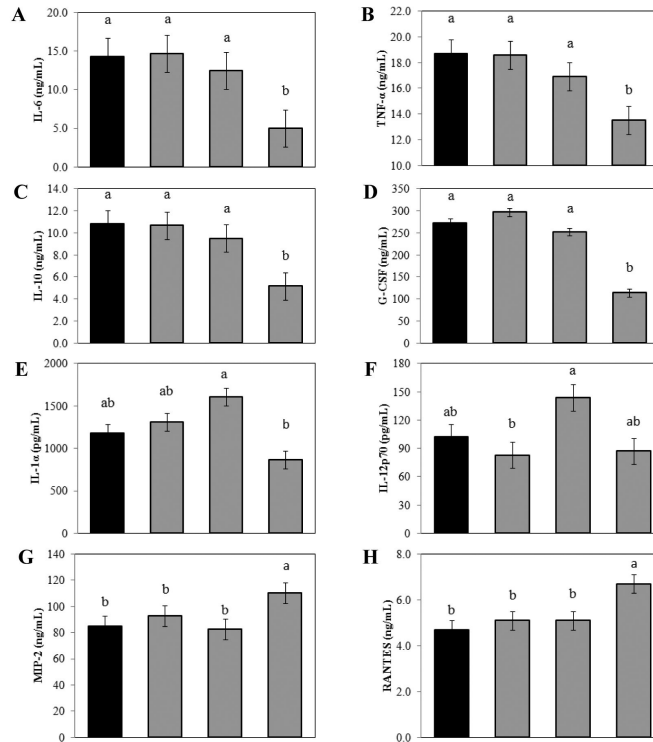 A
IL-6 (ng/mL)
20.0
15.0
10.0
5.0
0.0
a
a
a
b
B
TNF-α (ng/mL)
22.0
20.0
18.0
16.0
14.0
12.0
10.0
a
a
a
b
C
IL-10 (ng/mL)
14.0
12.0
10.0
8.0
6.0
4.0
2.0
0.0
a
a
a
b
D
G-CSF (ng/mL)
350
300
250
200
150
100
50
0
a
a
a
b
E
IL-1α (pg/mL)
2000
1500
1000
500
0
ab
ab
a
b
F
IL-12p70 (pg/mL)
180
150
120
90
60
30
0
ab
b
a
ab
G
MIP-2 (ng/mL)
140
120
100
80
60
40
20
0
b
b
b
a
H
RANTES (ng/mL)
8.0
6.0
4.0
2.0
0.0
b
b
b
a